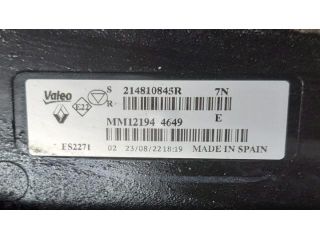 Valeo E22 S 214810845R 7N
R
MM12194 4649 E
ES2271 02 23/08/22 18:19 MADE IN SPAIN